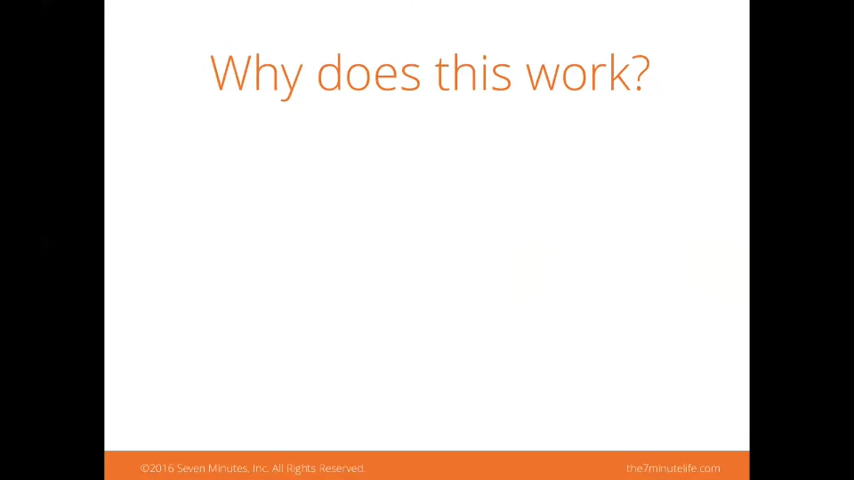 Why does this work?
©2016 Seven Minutes, Inc. All Rights Reserved.
the7minutelife.com